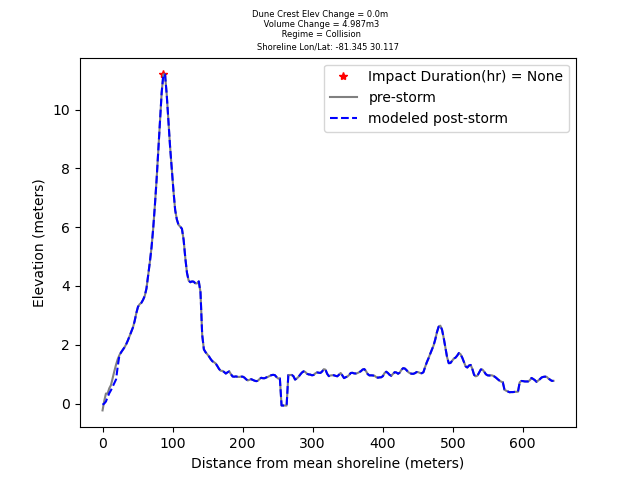 Dune Crest Elev Change = 0.0m
Volume Change = 4.987m3
Regime = Collision
Shoreline Lon/Lat: -81.345 30.117
Impact Duration(hr) = None
pre-storm
modeled post-storm
Elevation (meters)
10
8
6
4
2
0
0 100 200 300 400 500 600
Distance from mean shoreline (meters)